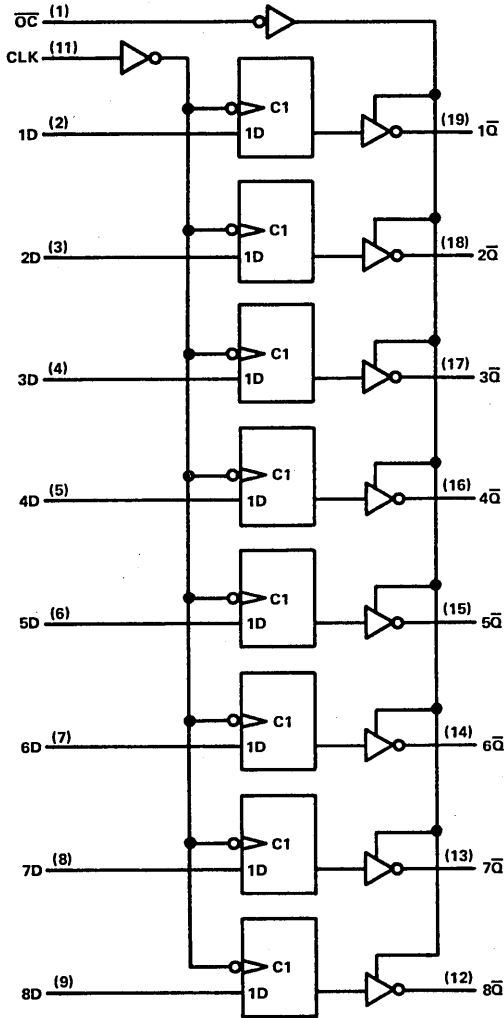 O̅C̅ (1)
CLK (11)
C1
1D (2) 1D (19) 1Q̅
C1
2D (3) 1D (18) 2Q̅
C1
3D (4) 1D (17) 3Q̅
C1
4D (5) 1D (16) 4Q̅
C1
5D (6) 1D (15) 5Q̅
C1
6D (7) 1D (14) 6Q̅
C1
7D (8) 1D (13) 7Q̅
C1
8D (9) 1D (12) 8Q̅